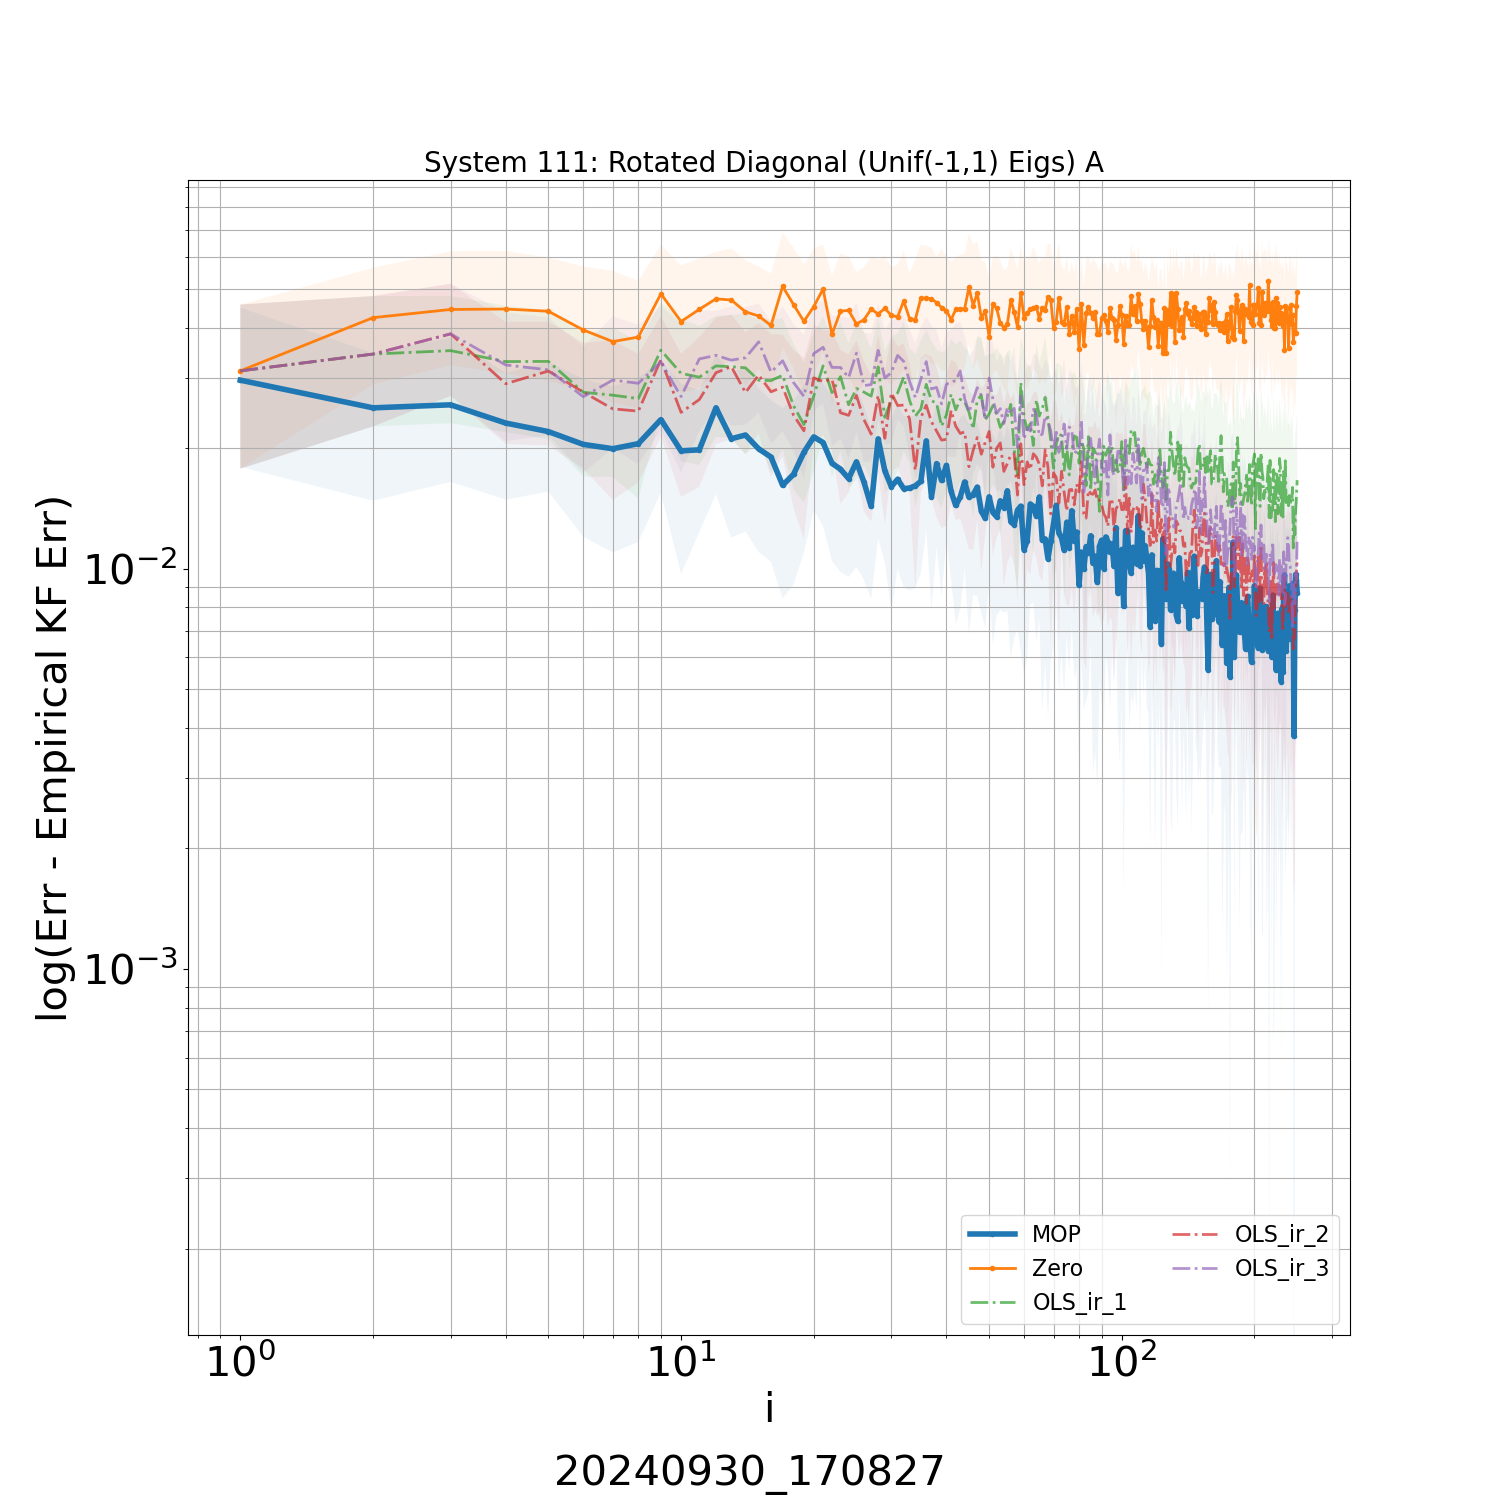 System 111: Rotated Diagonal (Unif(-1,1) Eigs) A
log(Err - Empirical KF Err)
10⁻²
10⁻³
MOP
Zero
OLS_ir_1
OLS_ir_2
OLS_ir_3
10⁰ 10¹ 10²
i
20240930_170827